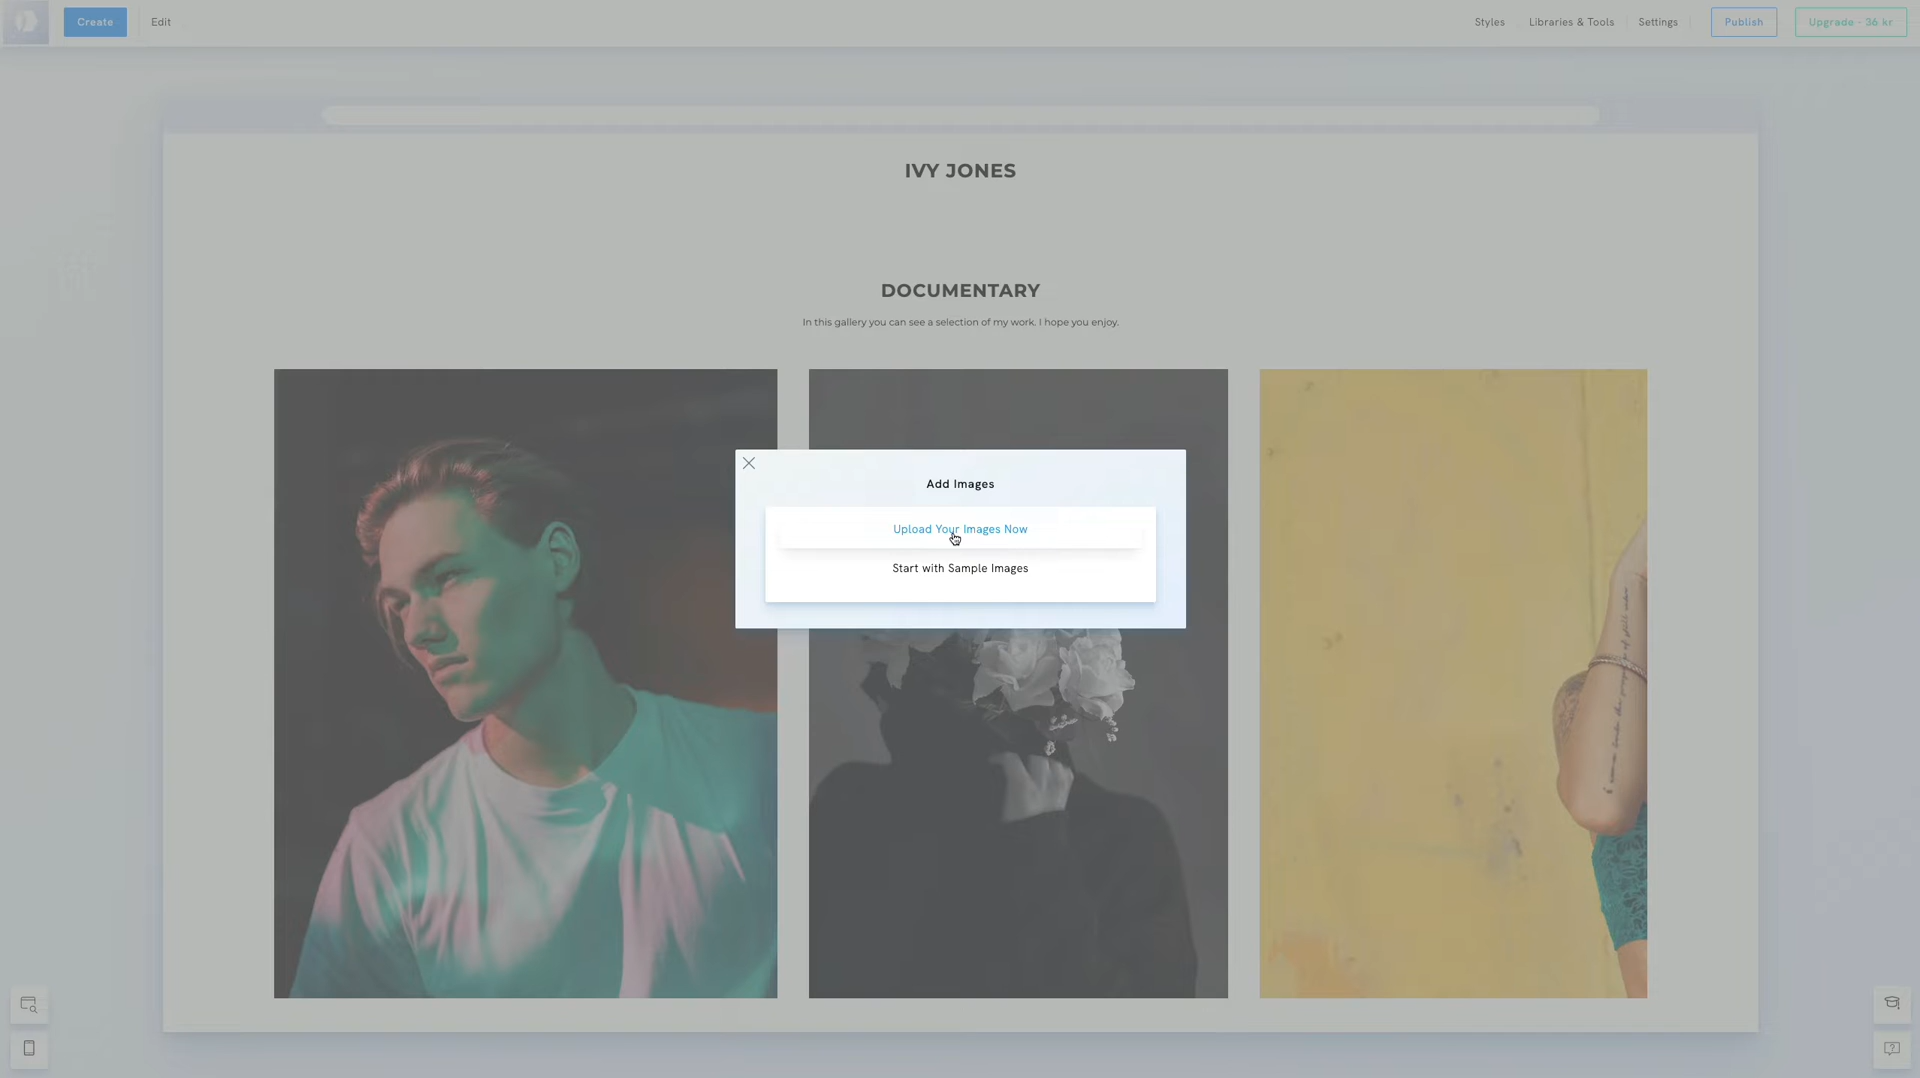 Create
Edit
Styles
Libraries & Tools
Settings
Publish
Upgrade - 36 kr
IVY JONES
DOCUMENTARY
In this gallery you can see a selection of my work. I hope you enjoy.
Add Images
Upload Your Images Now
Start with Sample Images